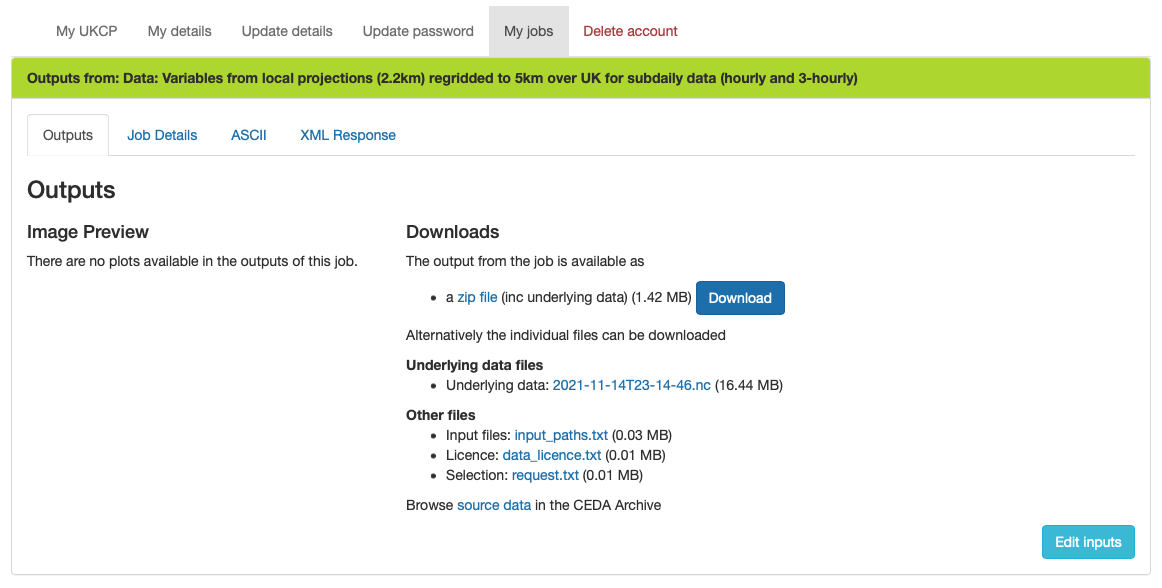 My UKCP My details Update details Update password My jobs Delete account
Outputs from: Data: Variables from local projections (2.2km) regridded to 5km over UK for subdaily data (hourly and 3-hourly)
Outputs Job Details ASCII XML Response
Outputs
Image Preview
There are no plots available in the outputs of this job.
Downloads
The output from the job is available as
• a zip file (inc underlying data) (1.42 MB) Download
Alternatively the individual files can be downloaded
Underlying data files
• Underlying data: 2021-11-14T23-14-46.nc (16.44 MB)
Other files
• Input files: input_paths.txt (0.03 MB)
• Licence: data_licence.txt (0.01 MB)
• Selection: request.txt (0.01 MB)
Browse source data in the CEDA Archive
Edit inputs